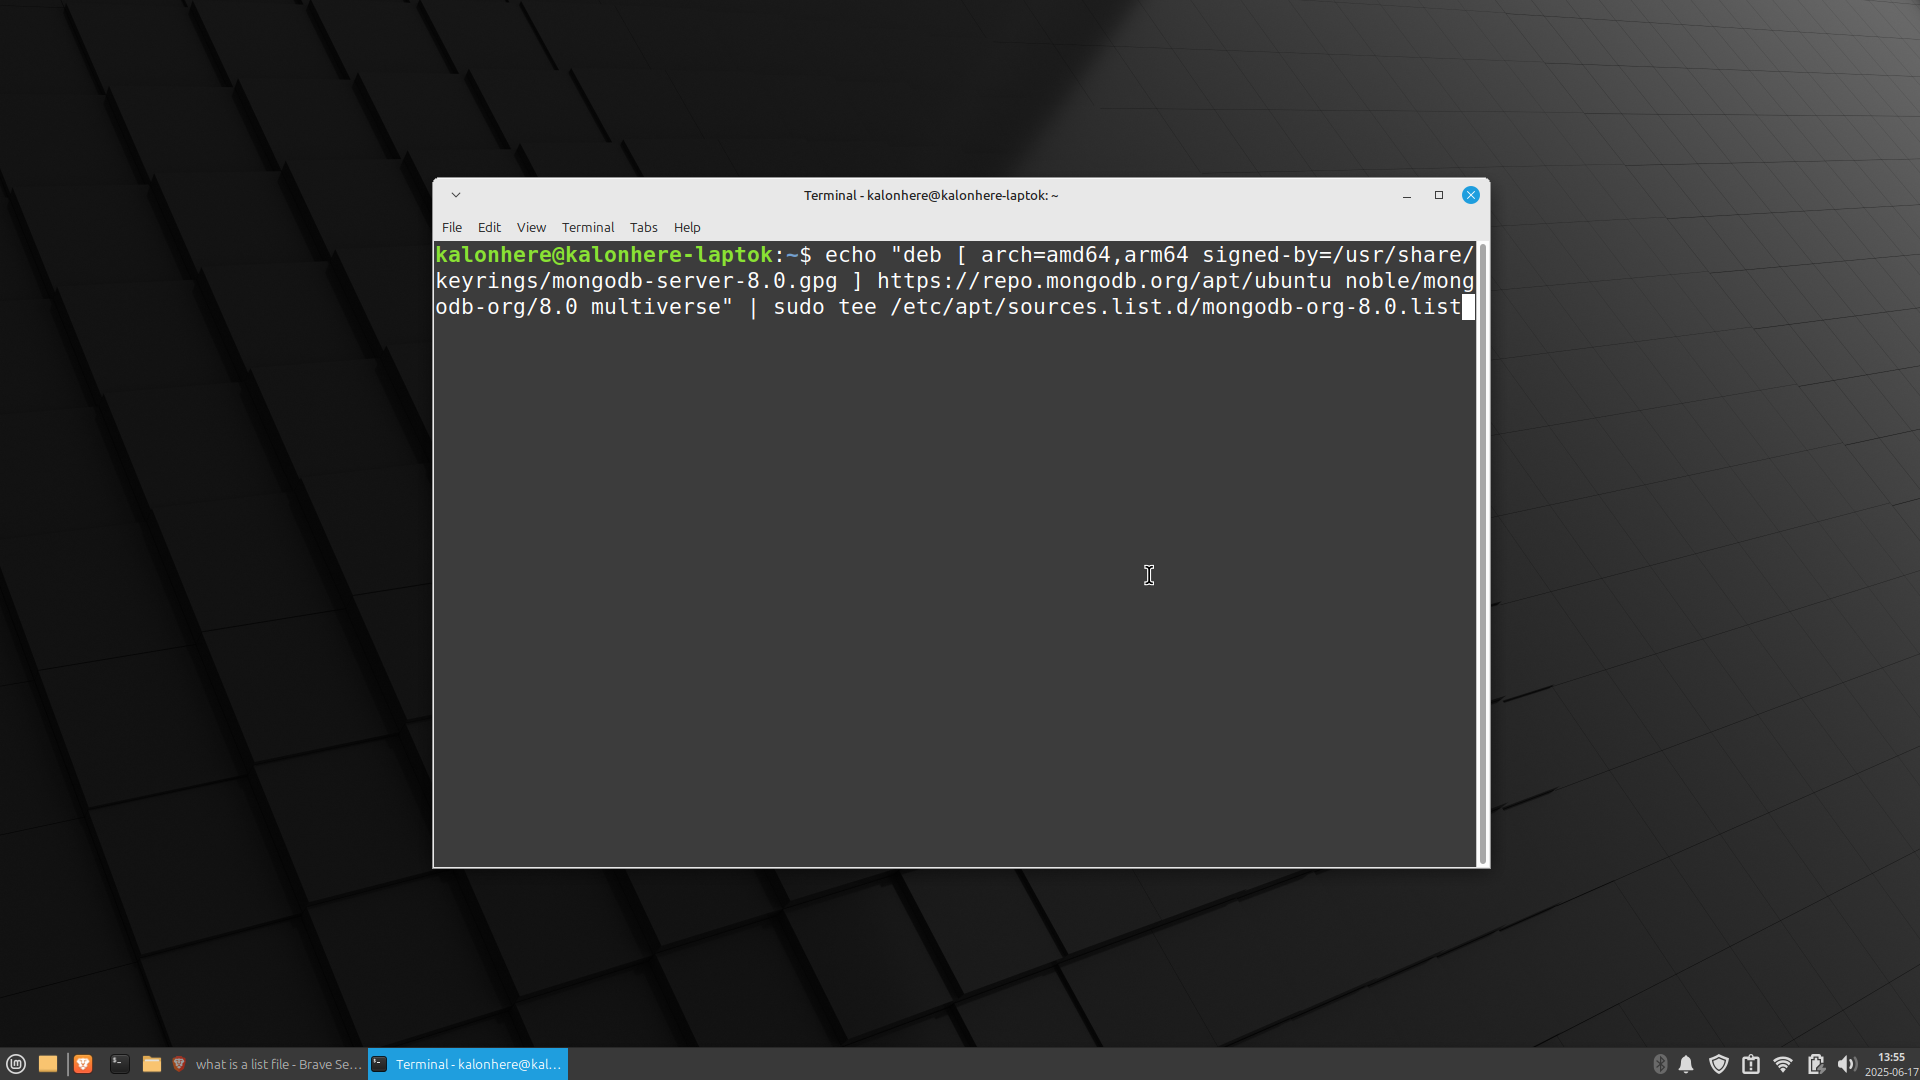 Terminal - kalonhere@kalonhere-laptok: ~
File Edit View Terminal Tabs Help
kalonhere@kalonhere-laptok:~$ echo "deb [ arch=amd64,arm64 signed-by=/usr/share/
keyrings/mongodb-server-8.0.gpg ] https://repo.mongodb.org/apt/ubuntu noble/mong
odb-org/8.0 multiverse" | sudo tee /etc/apt/sources.list.d/mongodb-org-8.0.list
what is a list file - Brave Se...
Terminal - kalonhere@kal...
13:55
2025-06-17